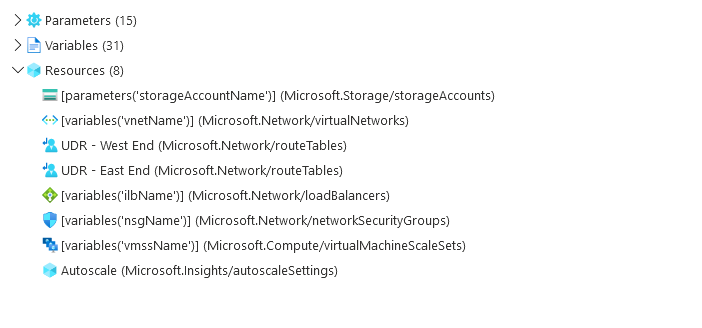 Parameters (15)
Variables (31)
Resources (8)
[parameters('storageAccountName')] (Microsoft.Storage/storageAccounts)
[variables('vnetName')] (Microsoft.Network/virtualNetworks)
UDR - West End (Microsoft.Network/routeTables)
UDR - East End (Microsoft.Network/routeTables)
[variables('ilbName')] (Microsoft.Network/loadBalancers)
[variables('nsgName')] (Microsoft.Network/networkSecurityGroups)
[variables('vmssName')] (Microsoft.Compute/virtualMachineScaleSets)
Autoscale (Microsoft.Insights/autoscaleSettings)